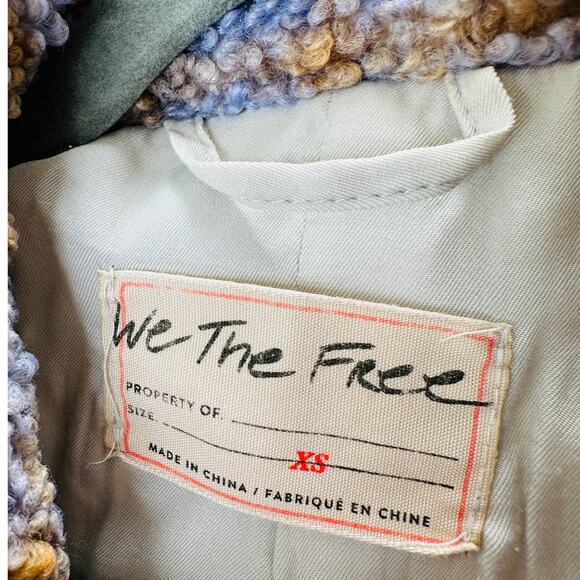 We The Free
PROPERTY OF.
SIZE. XS
MADE IN CHINA / FABRIQUÉ EN CHINE